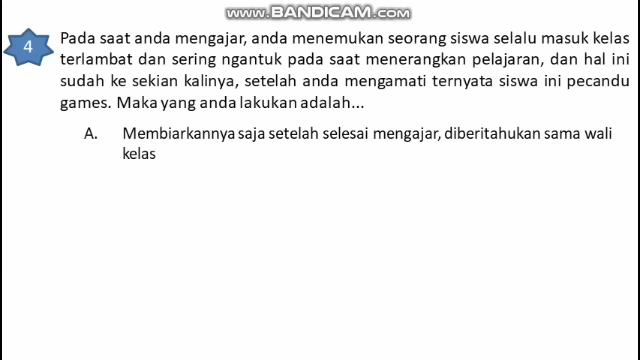 www.BANDICAM.com
4
Pada saat anda mengajar, anda menemukan seorang siswa selalu masuk kelas
terlambat dan sering ngantuk pada saat menerangkan pelajaran, dan hal ini
sudah ke sekian kalinya, setelah anda mengamati ternyata siswa ini pecandu
games. Maka yang anda lakukan adalah...
A. Membiarkannya saja setelah selesai mengajar, diberitahukan sama wali
kelas